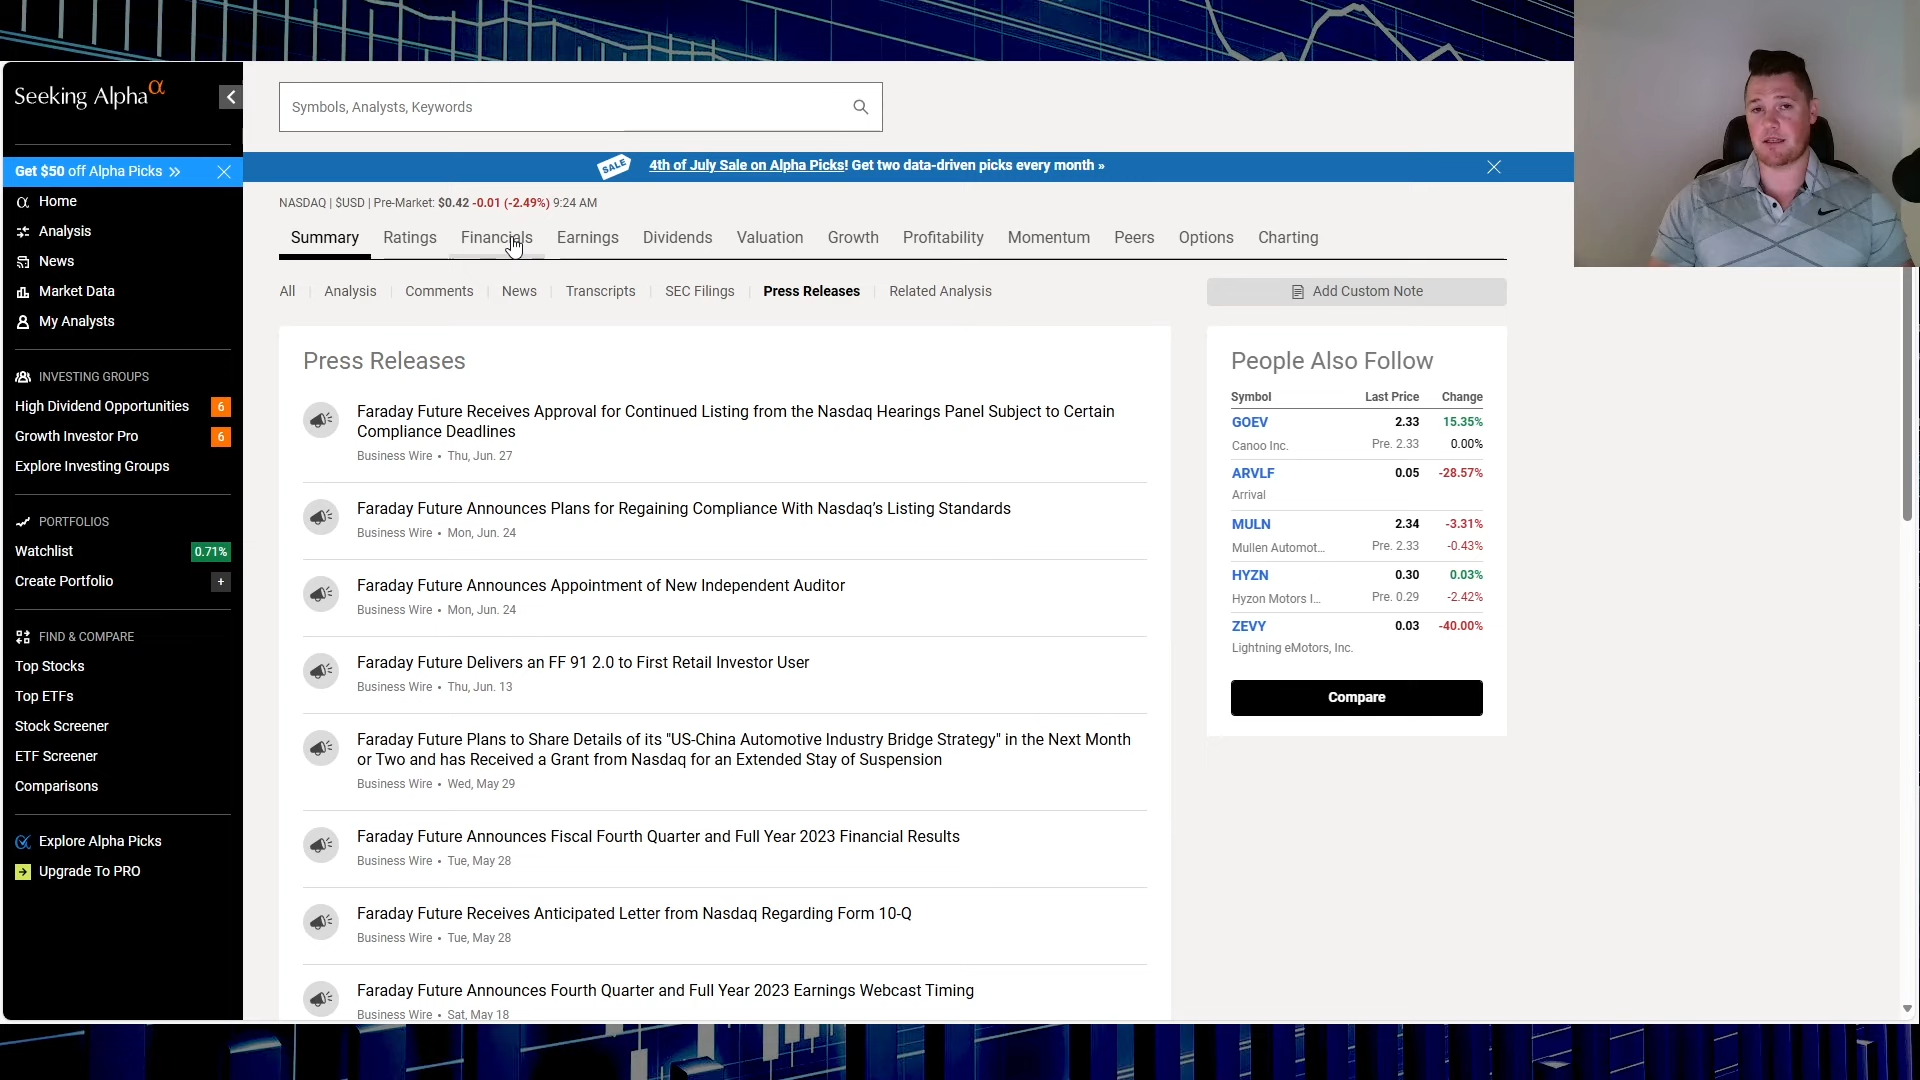 Seeking Alpha α
Get $50 off Alpha Picks
Home
Analysis
News
Market Data
My Analysts
INVESTING GROUPS
High Dividend Opportunities 6
Growth Investor Pro 6
Explore Investing Groups
PORTFOLIOS
Watchlist 0.71%
Create Portfolio +
FIND & COMPARE
Top Stocks
Top ETFs
Stock Screener
ETF Screener
Comparisons
Explore Alpha Picks
Upgrade To PRO
Symbols, Analysts, Keywords
SALE 4th of July Sale on Alpha Picks! Get two data-driven picks every month »
NASDAQ | $USD | Pre-Market: $0.42 -0.01 (-2.49%) 9:24 AM
Summary Ratings Financials Earnings Dividends Valuation Growth Profitability Momentum Peers Options Charting
All | Analysis | Comments | News | Transcripts | SEC Filings | Press Releases | Related Analysis
Add Custom Note
Press Releases
Faraday Future Receives Approval for Continued Listing from the Nasdaq Hearings Panel Subject to Certain
Compliance Deadlines
Business Wire • Thu, Jun. 27
Faraday Future Announces Plans for Regaining Compliance With Nasdaq’s Listing Standards
Business Wire • Mon, Jun. 24
Faraday Future Announces Appointment of New Independent Auditor
Business Wire • Mon, Jun. 24
Faraday Future Delivers an FF 91 2.0 to First Retail Investor User
Business Wire • Thu, Jun. 13
Faraday Future Plans to Share Details of its "US-China Automotive Industry Bridge Strategy" in the Next Month
or Two and has Received a Grant from Nasdaq for an Extended Stay of Suspension
Business Wire • Wed, May 29
Faraday Future Announces Fiscal Fourth Quarter and Full Year 2023 Financial Results
Business Wire • Tue, May 28
Faraday Future Receives Anticipated Letter from Nasdaq Regarding Form 10-Q
Business Wire • Tue, May 28
Faraday Future Announces Fourth Quarter and Full Year 2023 Earnings Webcast Timing
Business Wire • Sat, May 18
People Also Follow
Symbol Last Price Change
GOEV 2.33 15.35%
Canoo Inc. Pre. 2.33 0.00%
ARVLF 0.05 -28.57%
Arrival
MULN 2.34 -3.31%
Mullen Automot... Pre. 2.33 -0.43%
HYZN 0.30 0.03%
Hyzon Motors I... Pre. 0.29 -2.42%
ZEVY 0.03 -40.00%
Lightning eMotors, Inc.
Compare